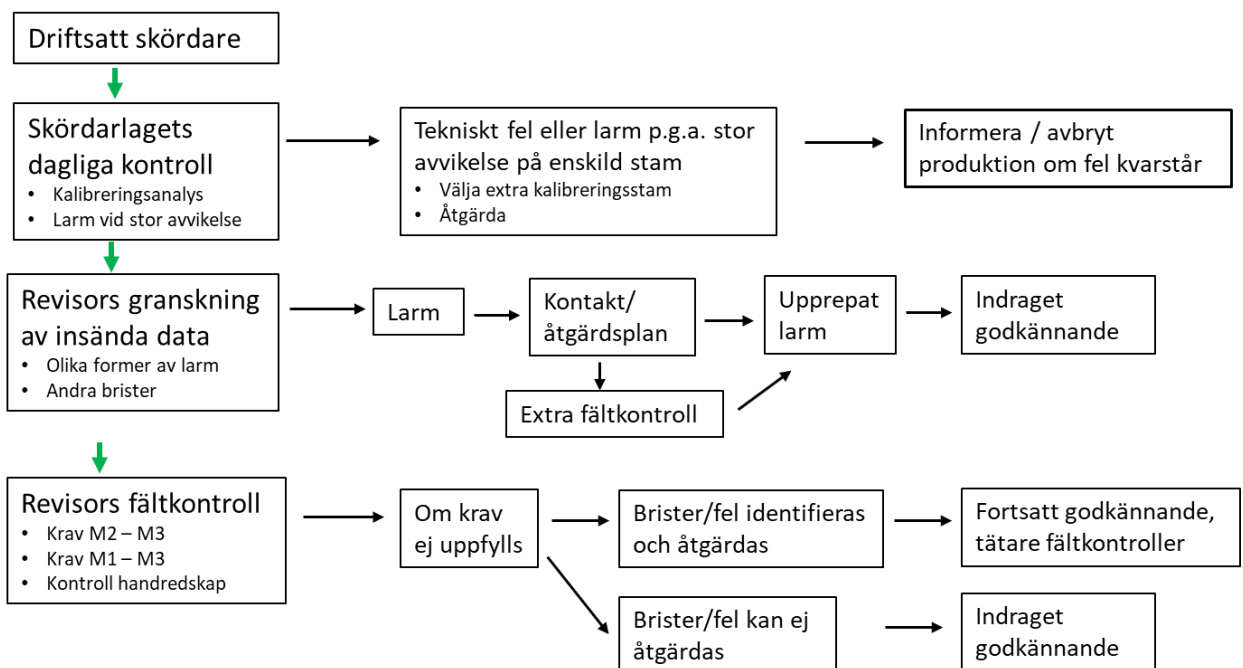 Driftsatt skördare
Skördarlagets
dagliga kontroll
• Kalibreringsanalys
• Larm vid stor avvikelse
Tekniskt fel eller larm p.g.a. stor
avvikelse på enskild stam
• Välja extra kalibreringsstam
• Åtgärda
Informera / avbryt
produktion om fel kvarstår
Revisors granskning
av insända data
• Olika former av larm
• Andra brister
Larm
Kontakt/
åtgärdsplan
Upprepat
larm
Indraget
godkännande
Extra fältkontroll
Revisors fältkontroll
• Krav M2 – M3
• Krav M1 – M3
• Kontroll handredskap
Om krav
ej uppfylls
Brister/fel identifieras
och åtgärdas
Fortsatt godkännande,
tätare fältkontroller
Brister/fel kan ej
åtgärdas
Indraget
godkännande